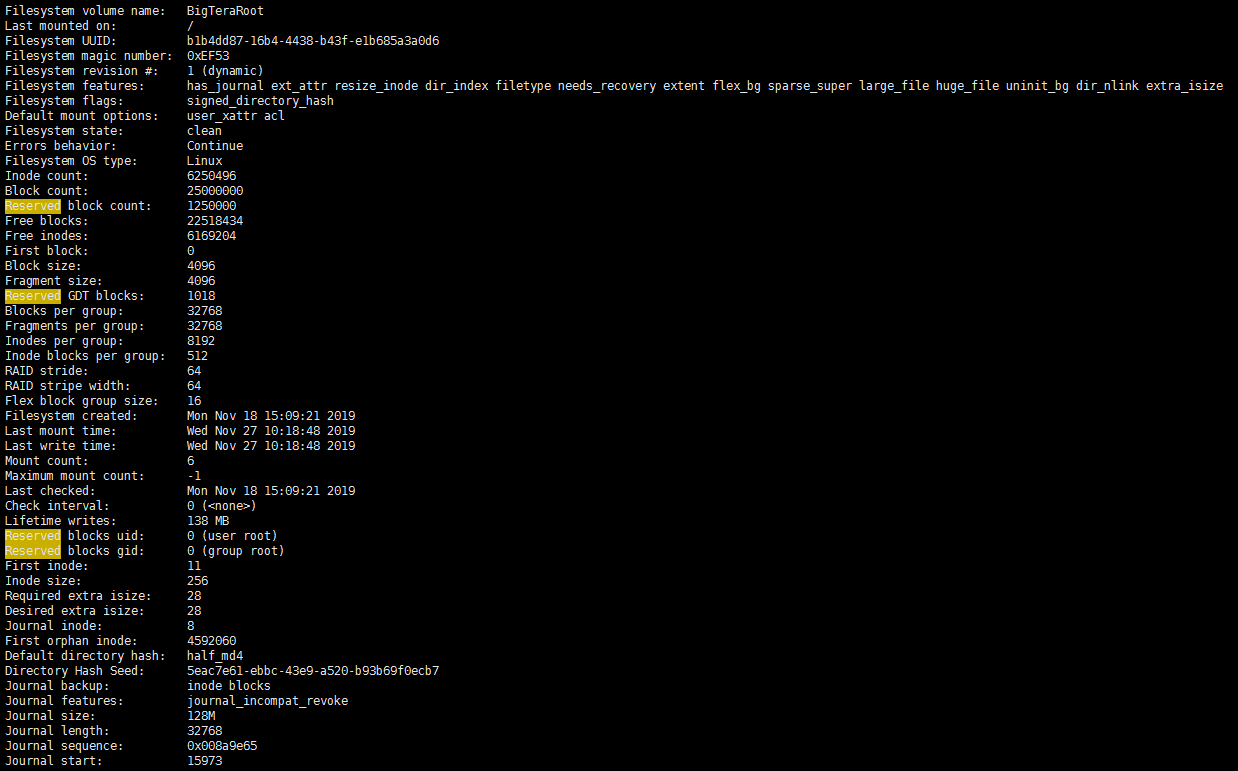 Filesystem volume name: BigTeraRoot
Last mounted on: /
Filesystem UUID: b1b4dd87-16b4-4438-b43f-e1b685a3a0d6
Filesystem magic number: 0xEF53
Filesystem revision #: 1 (dynamic)
Filesystem features: has_journal ext_attr resize_inode dir_index filetype needs_recovery extent flex_bg sparse_super large_file huge_file uninit_bg dir_nlink extra_isize
Filesystem flags: signed_directory_hash
Default mount options: user_xattr acl
Filesystem state: clean
Errors behavior: Continue
Filesystem OS type: Linux
Inode count: 6250496
Block count: 25000000
Reserved block count: 1250000
Free blocks: 22518434
Free inodes: 6169204
First block: 0
Block size: 4096
Fragment size: 4096
Reserved GDT blocks: 1018
Blocks per group: 32768
Fragments per group: 32768
Inodes per group: 8192
Inode blocks per group: 512
RAID stride: 64
RAID stripe width: 64
Flex block group size: 16
Filesystem created: Mon Nov 18 15:09:21 2019
Last mount time: Wed Nov 27 10:18:48 2019
Last write time: Wed Nov 27 10:18:48 2019
Mount count: 6
Maximum mount count: -1
Last checked: Mon Nov 18 15:09:21 2019
Check interval: 0 (<none>)
Lifetime writes: 138 MB
Reserved blocks uid: 0 (user root)
Reserved blocks gid: 0 (group root)
First inode: 11
Inode size: 256
Required extra isize: 28
Desired extra isize: 28
Journal inode: 8
First orphan inode: 4592060
Default directory hash: half_md4
Directory Hash Seed: 5eac7e61-ebbc-43e9-a520-b93b69f0ecb7
Journal backup: inode blocks
Journal features: journal_incompat_revoke
Journal size: 128M
Journal length: 32768
Journal sequence: 0x008a9e65
Journal start: 15973